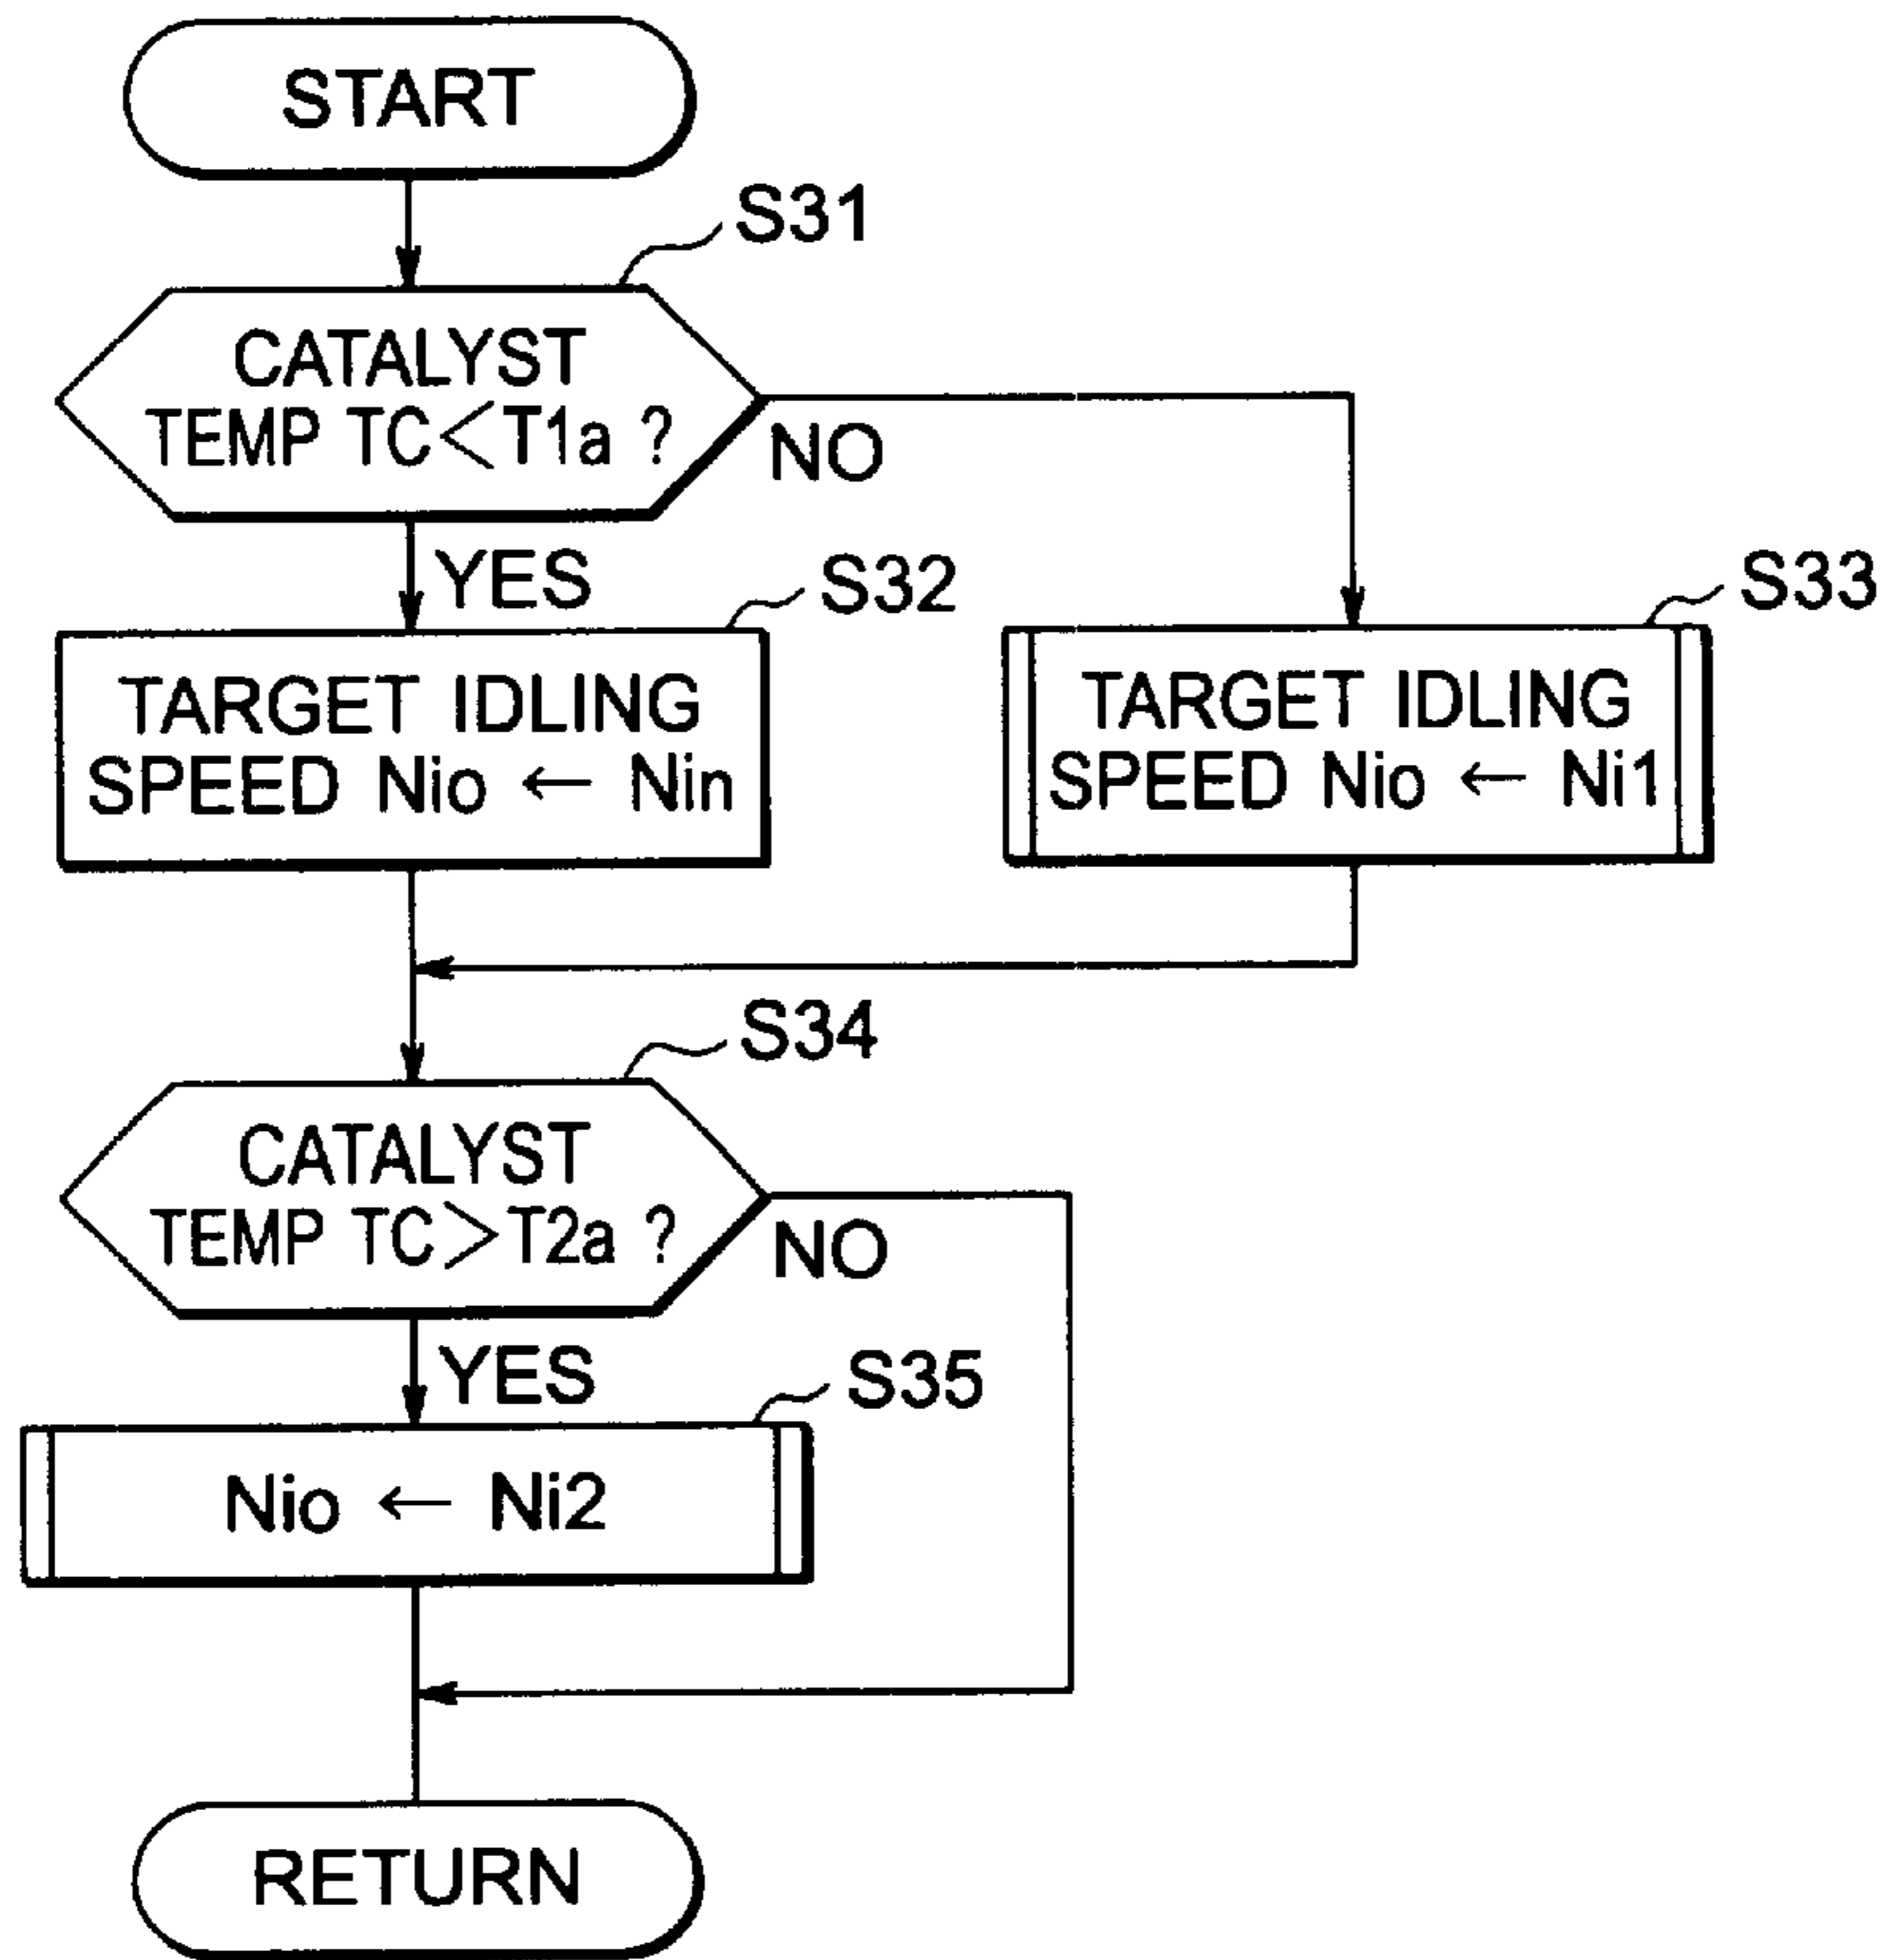 START
S31
CATALYST
TEMP TC<T1a ?
NO
YES
S32
S33
TARGET IDLING
SPEED Nio ← Nin
TARGET IDLING
SPEED Nio ← Ni1
S34
CATALYST
TEMP TC>T2a ?
NO
YES
S35
Nio ← Ni2
RETURN